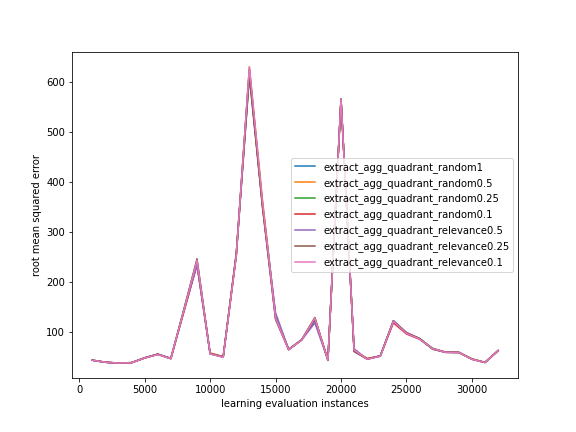 600
500
400
300
200
100
root mean squared error
extract_agg_quadrant_random1
extract_agg_quadrant_random0.5
extract_agg_quadrant_random0.25
extract_agg_quadrant_random0.1
extract_agg_quadrant_relevance0.5
extract_agg_quadrant_relevance0.25
extract_agg_quadrant_relevance0.1
0 5000 10000 15000 20000 25000 30000
learning evaluation instances